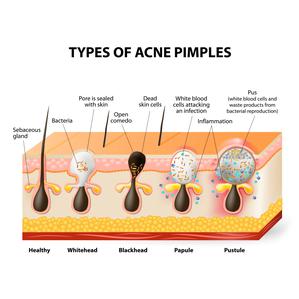 TYPES OF ACNE PIMPLES
Pus
(white blood cells and
waste products from
bacterial reproduction)
Pore is sealed
with skin
Dead
skin cells
White blood
cells attacking
an infection
Bacteria
Open
comedo
Inflammation
Sebaceous
gland
Healthy
Whitehead
Blackhead
Papule
Pustule